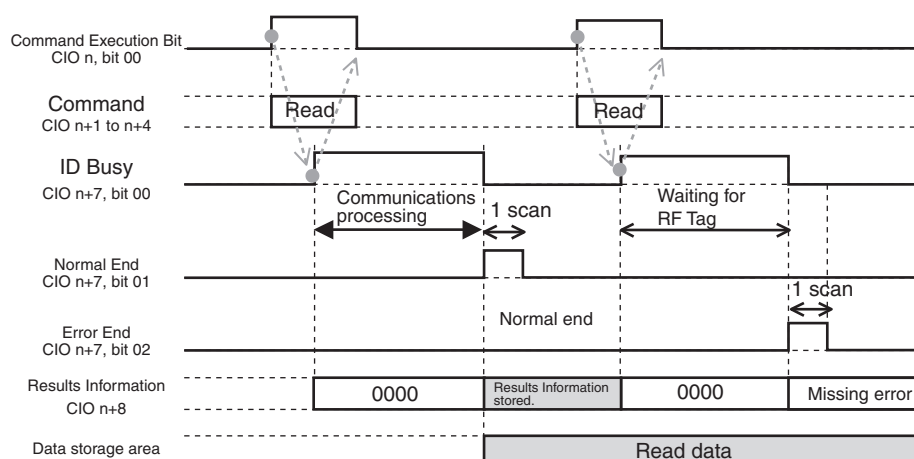 Command Execution Bit
CIO n, bit 00
Command
CIO n+1 to n+4
Read
Read
ID Busy
CIO n+7, bit 00
Communications
processing
1 scan
Waiting for
RF Tag
Normal End
CIO n+7, bit 01
1 scan
Normal end
Error End
CIO n+7, bit 02
Results Information
CIO n+8
0000
Results Information
stored.
0000
Missing error
Data storage area
Read data